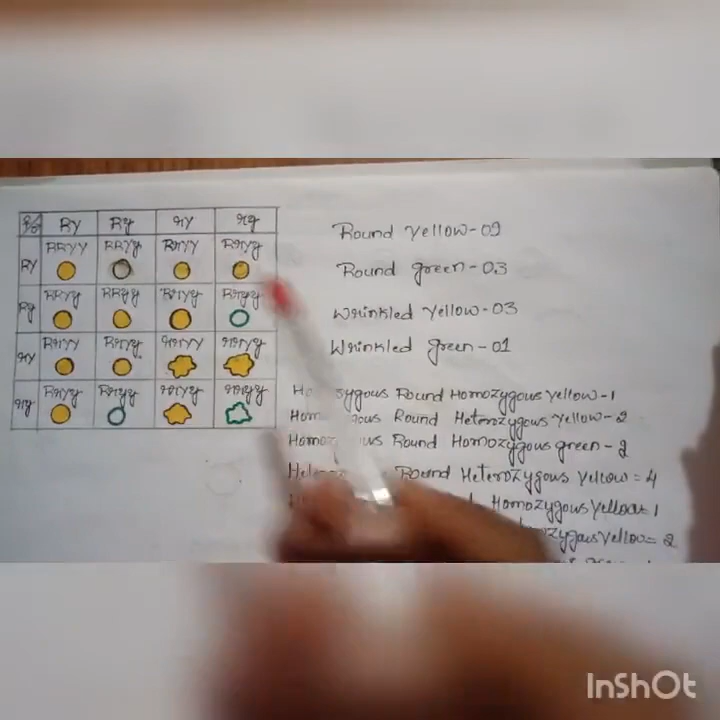 RY Ry rY ry
RY RRYY RRYy RrYY RrYy
Ry RRYy RRyy RrYy Rryy
rY RrYY RrYy rrYY rrYy
ry RrYy Rryy rrYy rryy
Round Yellow-09
Round green-03
Wrinkled Yellow-03
Wrinkled green-01
Round Homozygous Yellow-1
Round Heterozygous Yellow-2
Round Homozygous green-2
Round Heterozygous Yellow=4
Homozygous Yellow=1
Yellow=2
InShOt